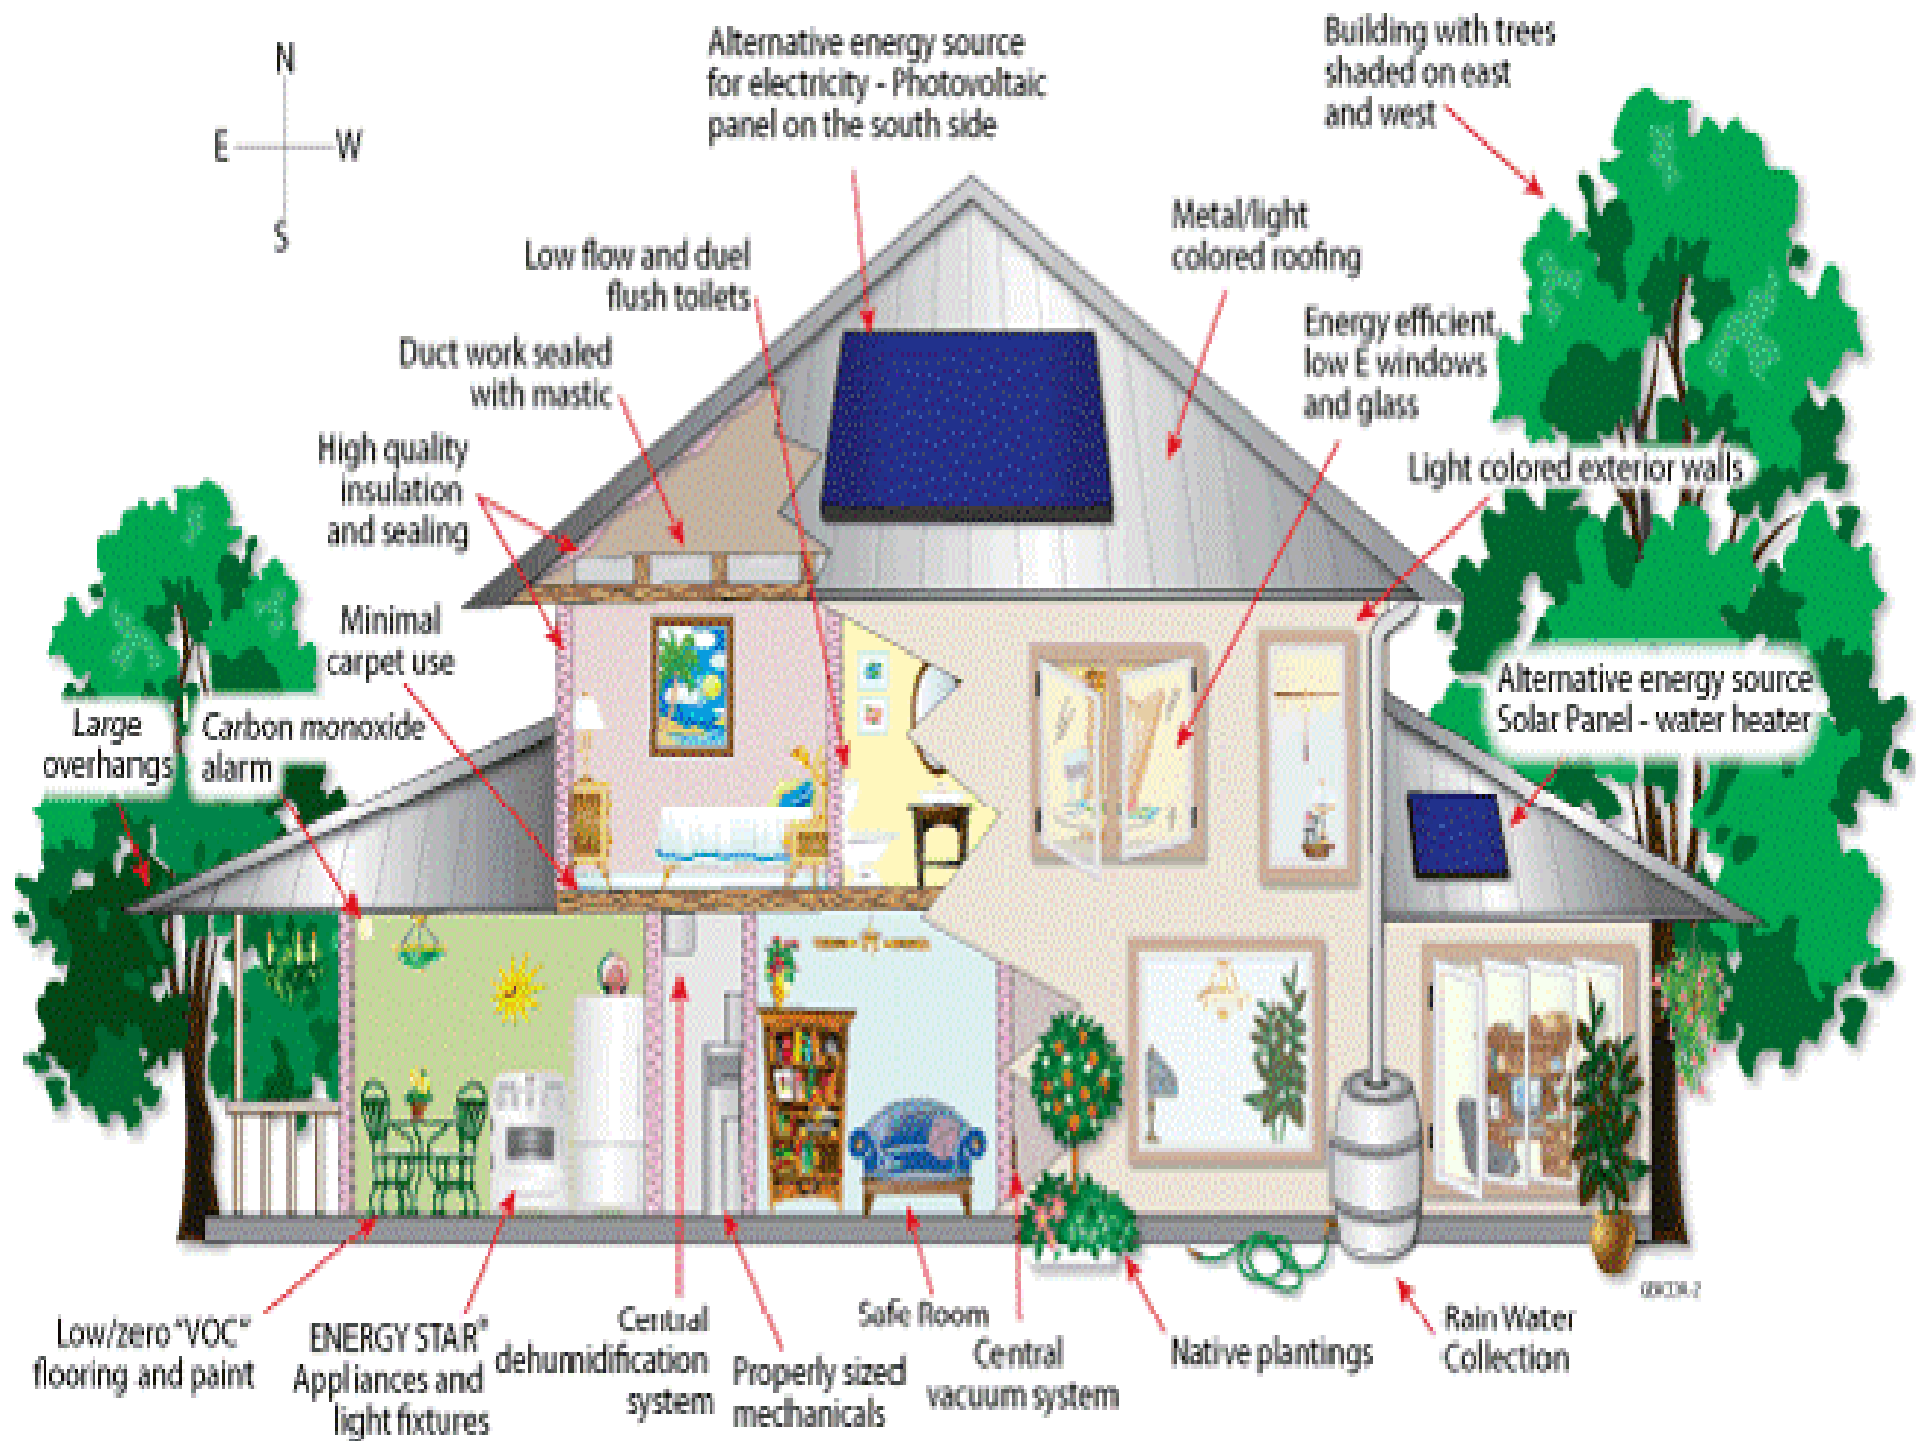 N
E
W
S
Alternative energy source
for electricity - Photovoltaic
panel on the south side
Building with trees
shaded on east
and west
Metal/light
colored roofing
Low flow and duel
flush toilets
Energy efficient,
low E windows
and glass
Duct work sealed
with mastic
High quality
insulation
and sealing
Light colored exterior walls
Minimal
carpet use
Alternative energy source
Solar Panel - water heater
Large
overhangs
Carbon monoxide
alarm
Low/zero "VOC"
flooring and paint
ENERGY STAR®
Appliances and
light fixtures
Central
dehumidification
system
Properly sized
mechanicals
Safe Room
Central
vacuum system
Native plantings
Rain Water
Collection